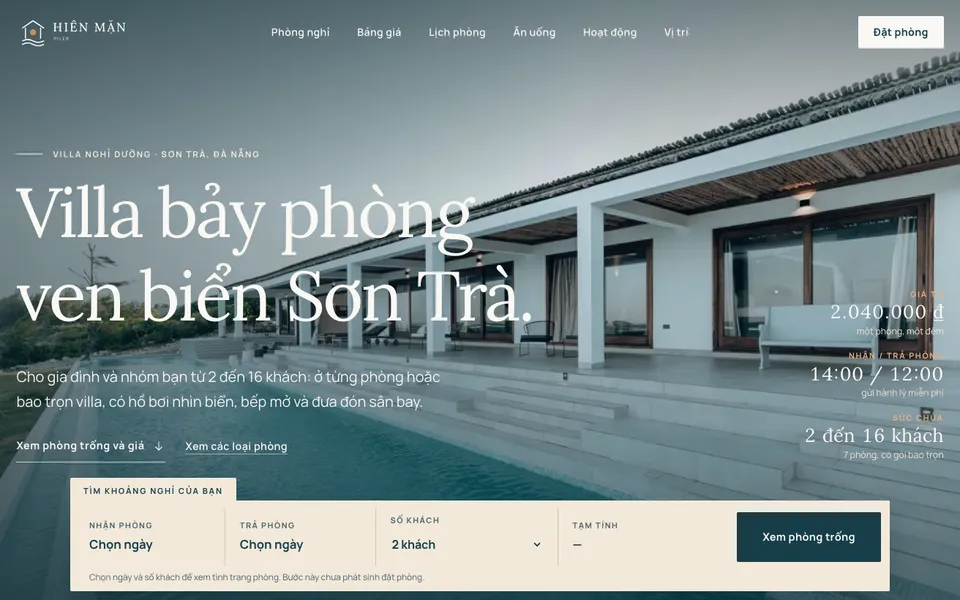 HIÊN MẶN
Phòng nghỉ
Bảng giá
Lịch phòng
Ăn uống
Hoạt động
Vị trí
Đặt phòng
VILLA NGHỈ DƯỠNG · SƠN TRÀ, ĐÀ NẴNG
Villa bảy phòng
ven biển Sơn Trà.
Cho gia đình và nhóm bạn từ 2 đến 16 khách: ở từng phòng hoặc
bao trọn villa, có hồ bơi nhìn biển, bếp mở và đưa đón sân bay.
Xem phòng trống và giá ↓
Xem các loại phòng
GIÁ TỪ
2.040.000 ₫
một phòng, một đêm
NHẬN / TRẢ PHÒNG
14:00 / 12:00
gửi hành lý miễn phí
SỨC CHỨA
2 đến 16 khách
7 phòng, có gói bao trọn
TÌM KHOẢNG NGHỈ CỦA BẠN
NHẬN PHÒNG
Chọn ngày
TRẢ PHÒNG
Chọn ngày
SỐ KHÁCH
2 khách
TẠM TÍNH
—
Xem phòng trống
Chọn ngày và số khách để xem tình trạng phòng. Bước này chưa phát sinh đặt phòng.